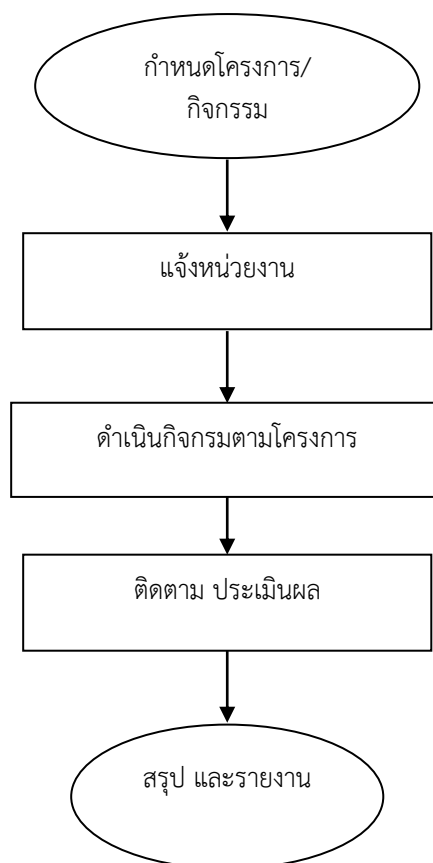 กำหนดโครงการ/
กิจกรรม
แจ้งหน่วยงาน
ดำเนินกิจกรมตามโครงการ
ติดตาม ประเมินผล
สรุป และรายงาน